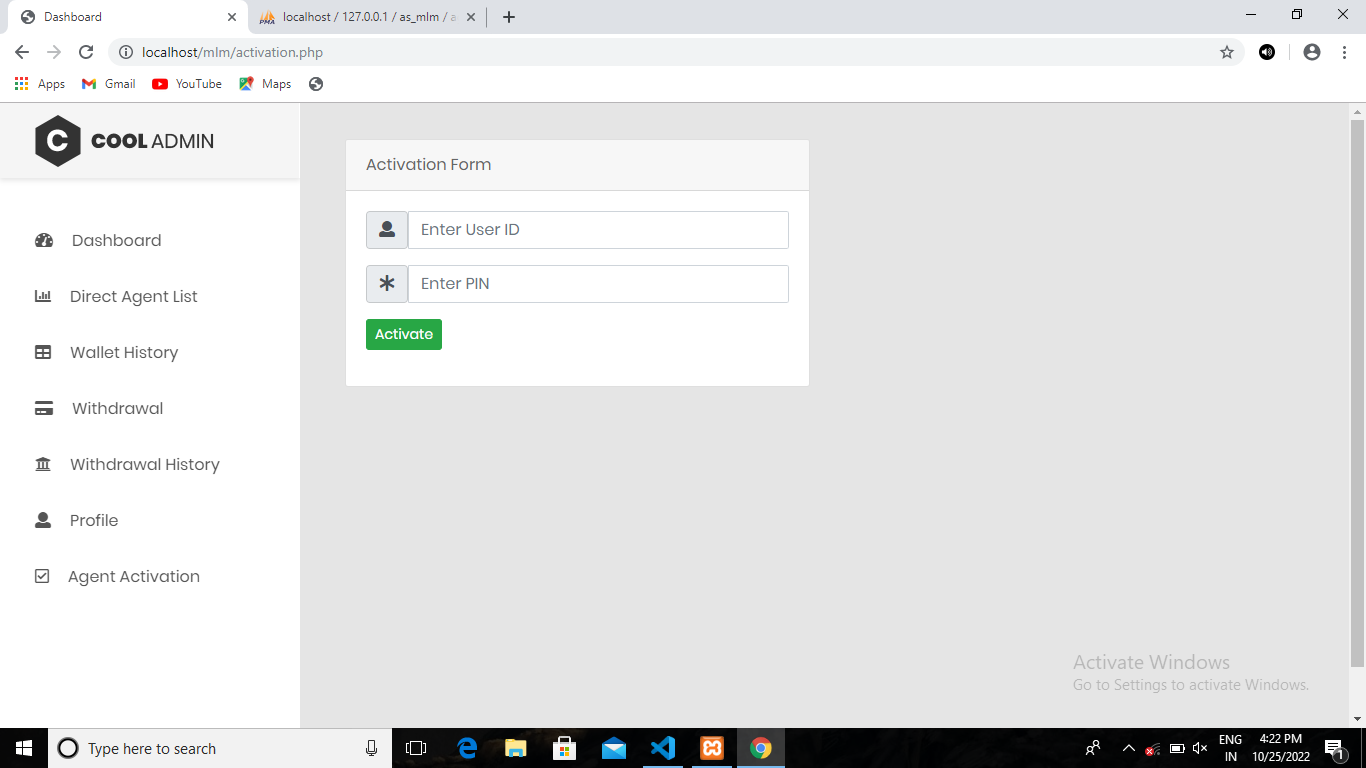 Dashboard
localhost / 127.0.0.1 / as_mlm / a
localhost/mlm/activation.php
Apps
Gmail
YouTube
Maps
C COOL ADMIN
Dashboard
Direct Agent List
Wallet History
Withdrawal
Withdrawal History
Profile
Agent Activation
Activation Form
Enter User ID
Enter PIN
Activate
Activate Windows
Go to Settings to activate Windows.
Type here to search
ENG
IN
4:22 PM
10/25/2022
1